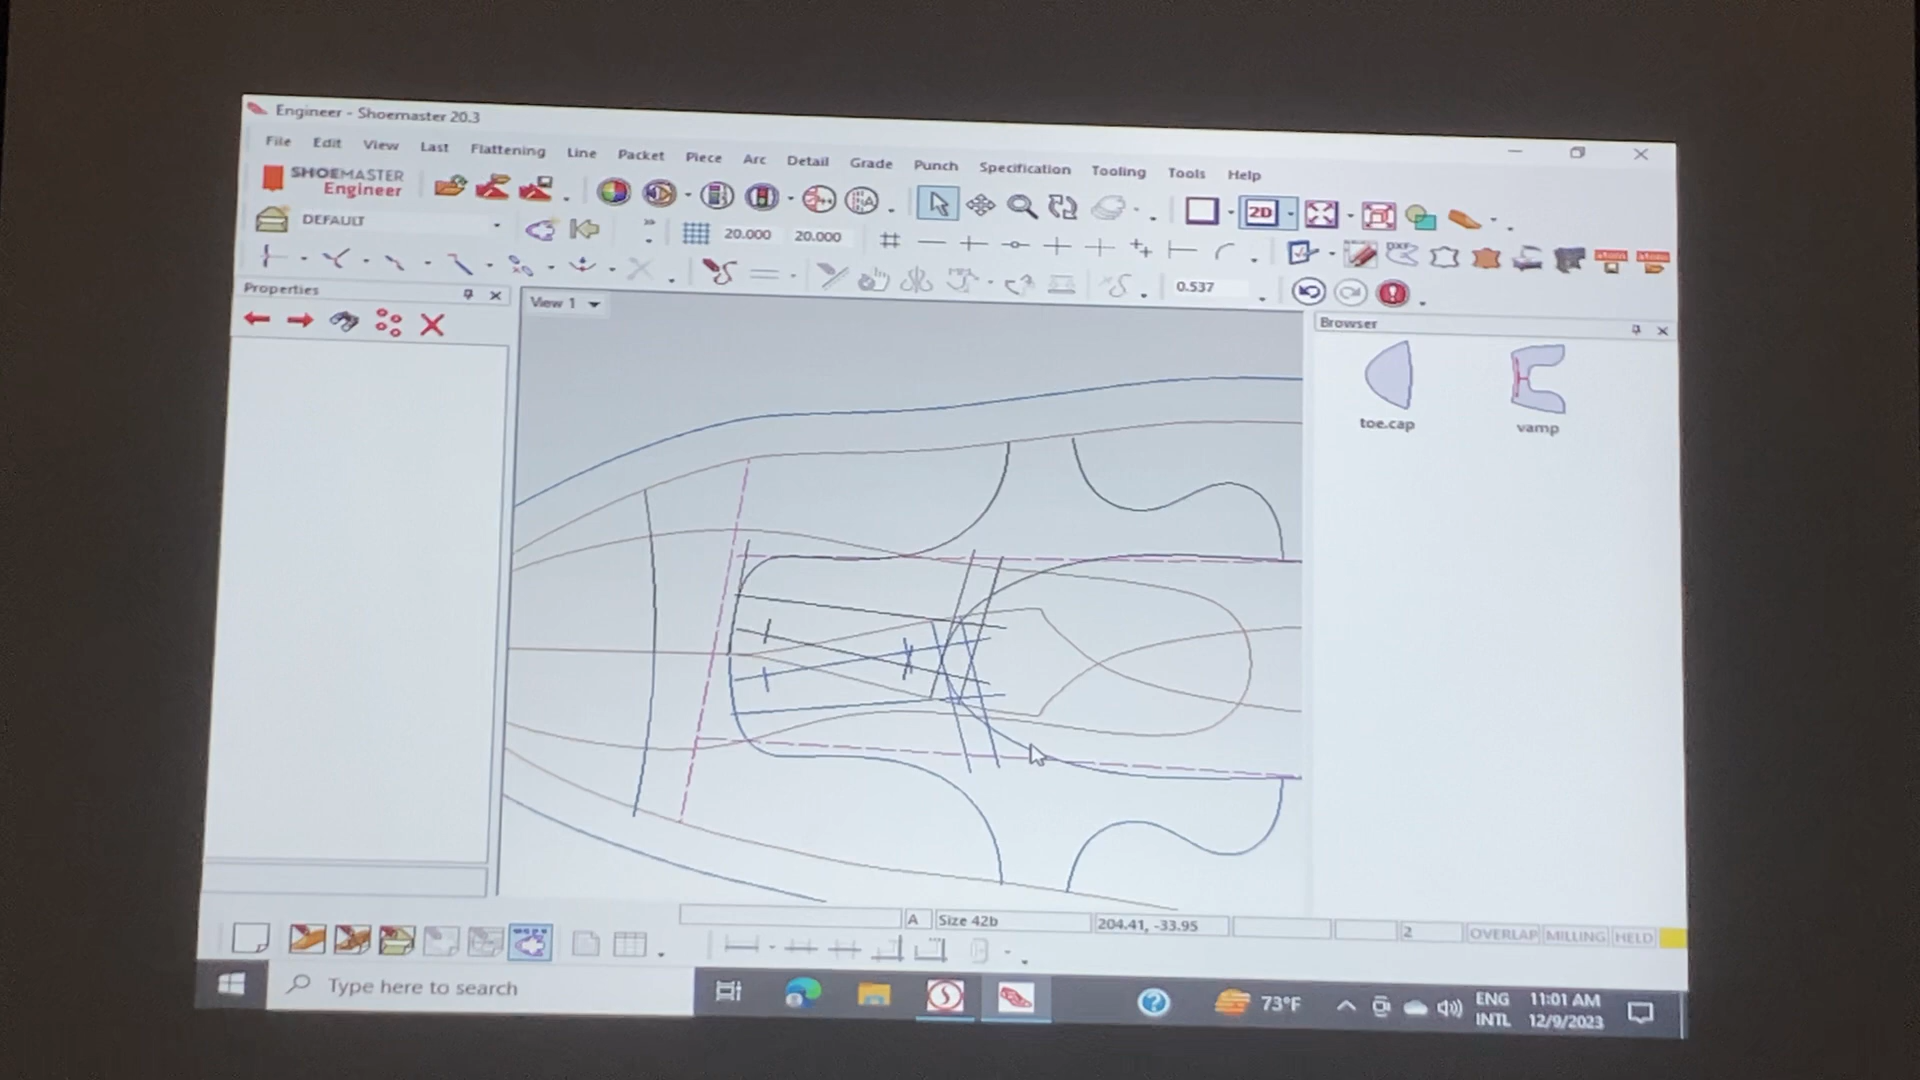 Engineer - Shoemaster 20.3
File Edit View Last Flattening Line Packet Piece Arc Detail Grade Punch Specification Tooling Tools Help
SHOEMASTER
Engineer
2D
DEFAULT
20.000 20.000
DXF
0.537
Properties
View 1
Browser
toe.cap
vamp
A
Size 42b
204.41, -33.95
2
OVERLAP MILLING HELD
Type here to search
73°F
ENG
INTL
11:01 AM
12/9/2023